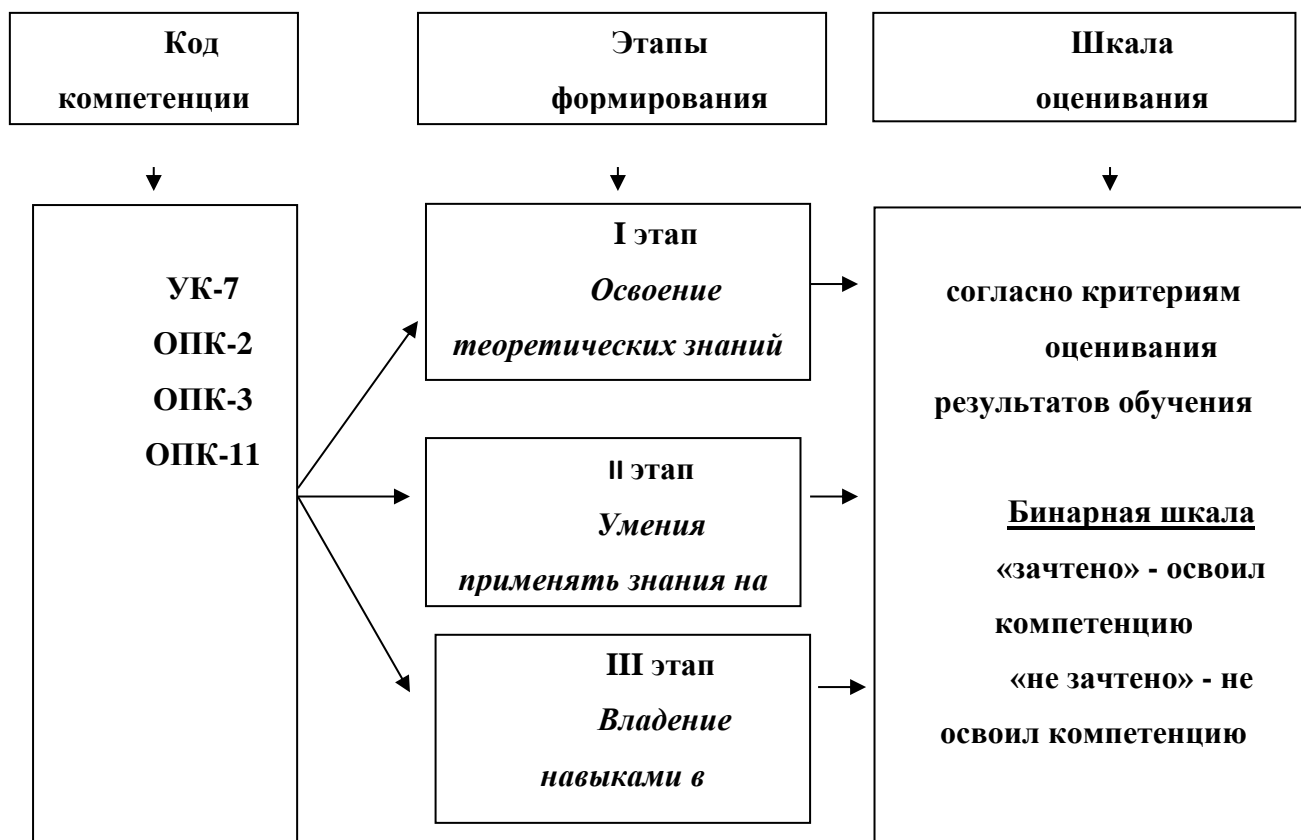 Код
компетенции
Этапы
формирования
Шкала
оценивания
УК-7
ОПК-2
ОПК-3
ОПК-11
I этап
Освоение
теоретических знаний
II этап
Умения
применять знания на
III этап
Владение
навыками в
согласно критериям
оценивания
результатов обучения
Бинарная шкала
«зачтено» - освоил
компетенцию
«не зачтено» - не
освоил компетенцию